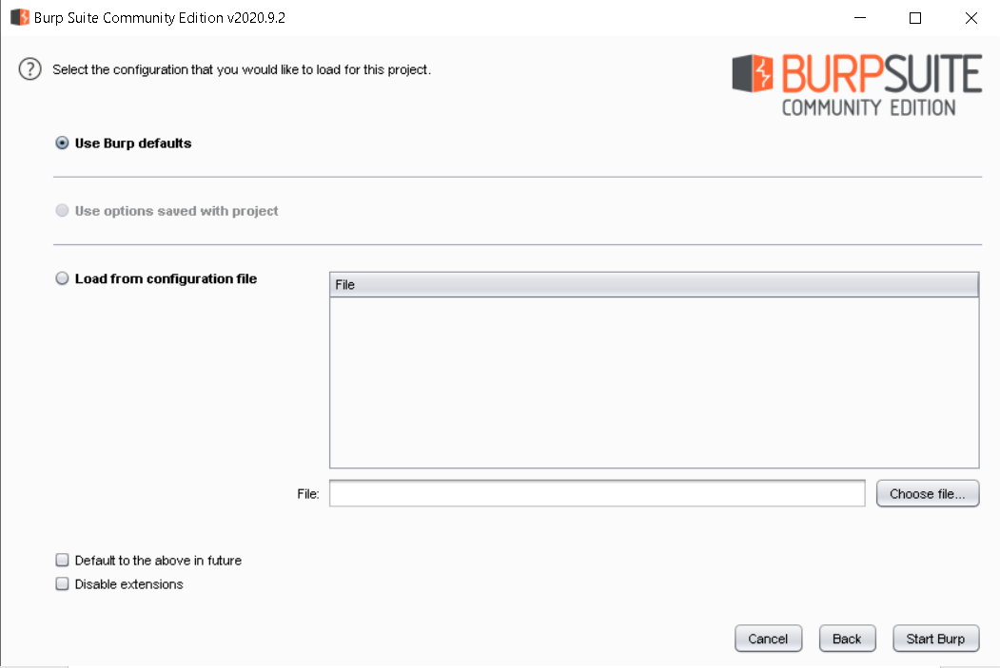 Burp Suite Community Edition v2020.9.2
? Select the configuration that you would like to load for this project.
BURPSUITE
COMMUNITY EDITION
Use Burp defaults
Use options saved with project
Load from configuration file
File
File:
Choose file...
Default to the above in future
Disable extensions
Cancel Back Start Burp